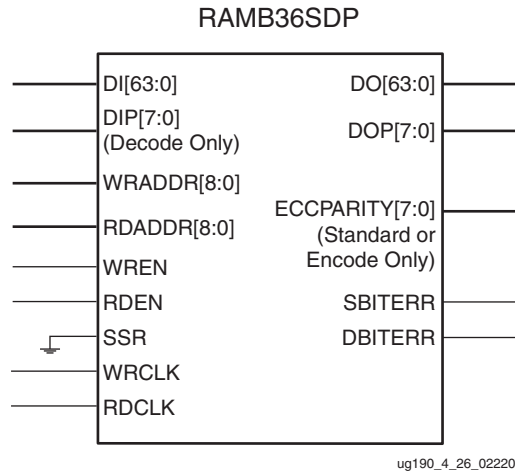 RAMB36SDP
DI[63:0]
DIP[7:0]
(Decode Only)
WRADDR[8:0]
RDADDR[8:0]
WREN
RDEN
SSR
WRCLK
RDCLK
DO[63:0]
DOP[7:0]
ECCPARITY[7:0]
(Standard or
Encode Only)
SBITERR
DBITERR
ug190_4_26_02220